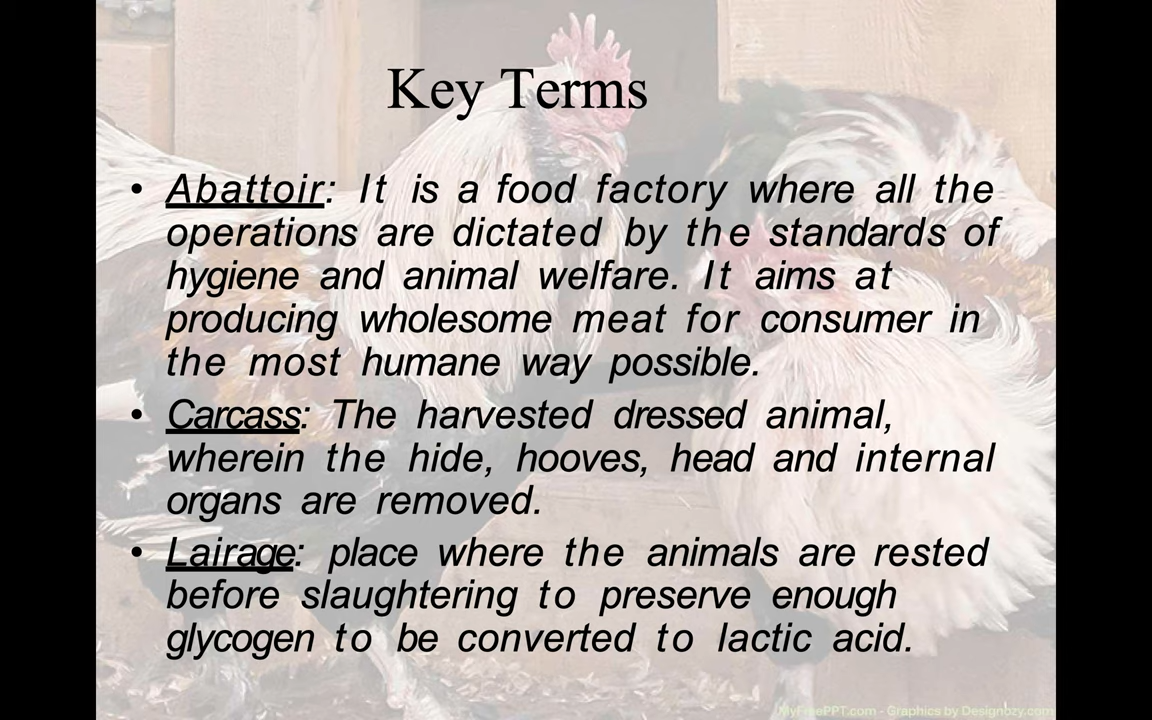 Key Terms
• Abattoir: It is a food factory where all the
operations are dictated by the standards of
hygiene and animal welfare. It aims at
producing wholesome meat for consumer in
the most humane way possible.
• Carcass: The harvested dressed animal,
wherein the hide, hooves, head and internal
organs are removed.
• Lairage: place where the animals are rested
before slaughtering to preserve enough
glycogen to be converted to lactic acid.
MyFreePPT.com - Graphics by Designbzy.com